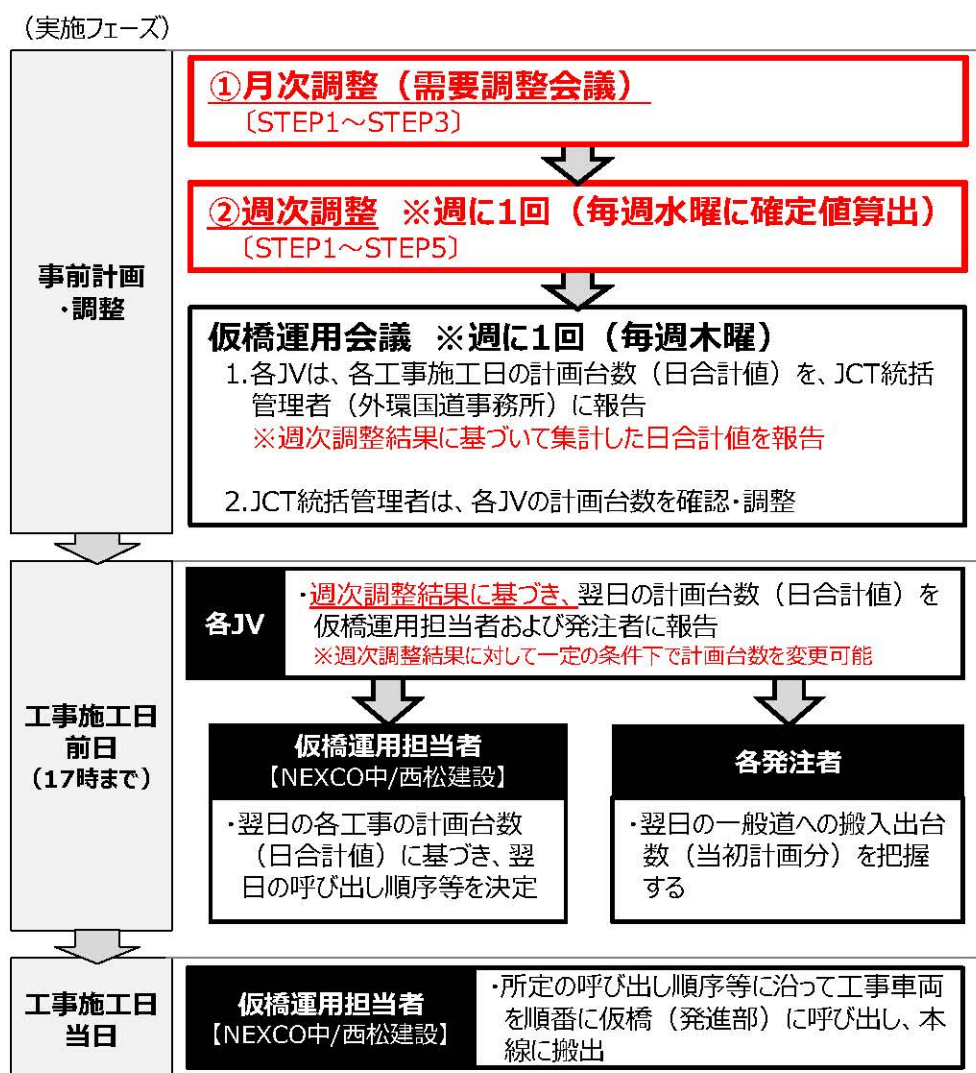 （実施フェーズ）
①月次調整（需要調整会議）
〔STEP1～STEP3〕
②週次調整 ※週に1回（毎週水曜に確定値算出）
〔STEP1～STEP5〕
事前計画
・調整
仮橋運用会議 ※週に1回（毎週木曜）
1.各JVは、各工事施工日の計画台数（日合計値）を、JCT統括
管理者（外環国道事務所）に報告
※週次調整結果に基づいて集計した日合計値を報告
2.JCT統括管理者は、各JVの計画台数を確認・調整
工事施工日
前日
（17時まで）
各JV
・週次調整結果に基づき、翌日の計画台数（日合計値）を
仮橋運用担当者および発注者に報告
※週次調整結果に対して一定の条件下で計画台数を変更可能
仮橋運用担当者
【NEXCO中/西松建設】
・翌日の各工事の計画台数
（日合計値）に基づき、翌
日の呼び出し順序等を決定
各発注者
・翌日の一般道への搬入出台
数（当初計画分）を把握
する
工事施工日
当日
仮橋運用担当者
【NEXCO中/西松建設】
・所定の呼び出し順序等に沿って工事車両
を順番に仮橋（発進部）に呼び出し、本
線に搬出